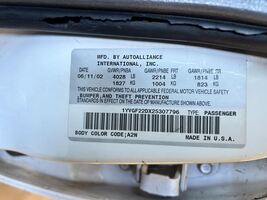 MFD. BY AUTOALLIANCE
INTERNATIONAL, INC.
DATE GVWR/PNBV GAWR/PNBE FRT GAWR/PNBE RR
06/11/02 4028 LB 2214 LB 1814 LB
1827 KG 1004 KG 823 KG
THIS VEHICLE CONFORMS TO ALL APPLICABLE FEDERAL MOTOR VEHICLE SAFETY,
BUMPER, AND THEFT PREVENTION
STANDARDS IN EFFECT ON THE DATE OF MANUFACTURE SHOWN ABOVE.
1YVGF22DX25307796 TYPE: PASSENGER
BODY COLOR CODE:A2N MADE IN U.S.A.